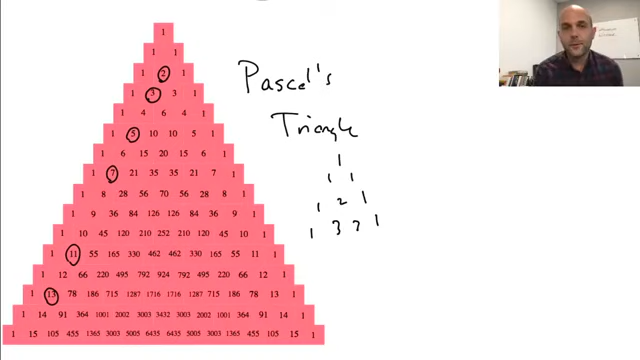 1
1 1
1 2 1
1 3 3 1
1 4 6 4 1
1 5 10 10 5 1
1 6 15 20 15 6 1
1 7 21 35 35 21 7 1
1 8 28 56 70 56 28 8 1
1 9 36 84 126 126 84 36 9 1
1 10 45 120 210 252 210 120 45 10 1
1 11 55 165 330 462 462 330 165 55 11 1
1 12 66 220 495 792 924 792 495 220 66 12 1
1 13 78 186 715 1287 1716 1716 1287 715 186 78 13 1
1 14 91 364 1001 2002 3003 3432 3003 2002 1001 364 91 14 1
1 15 105 455 1365 3003 5005 6435 6435 5005 3003 1365 455 105 15 1
Pascal's
Triangle
1
1 1
1 2 1
1 3 3 1